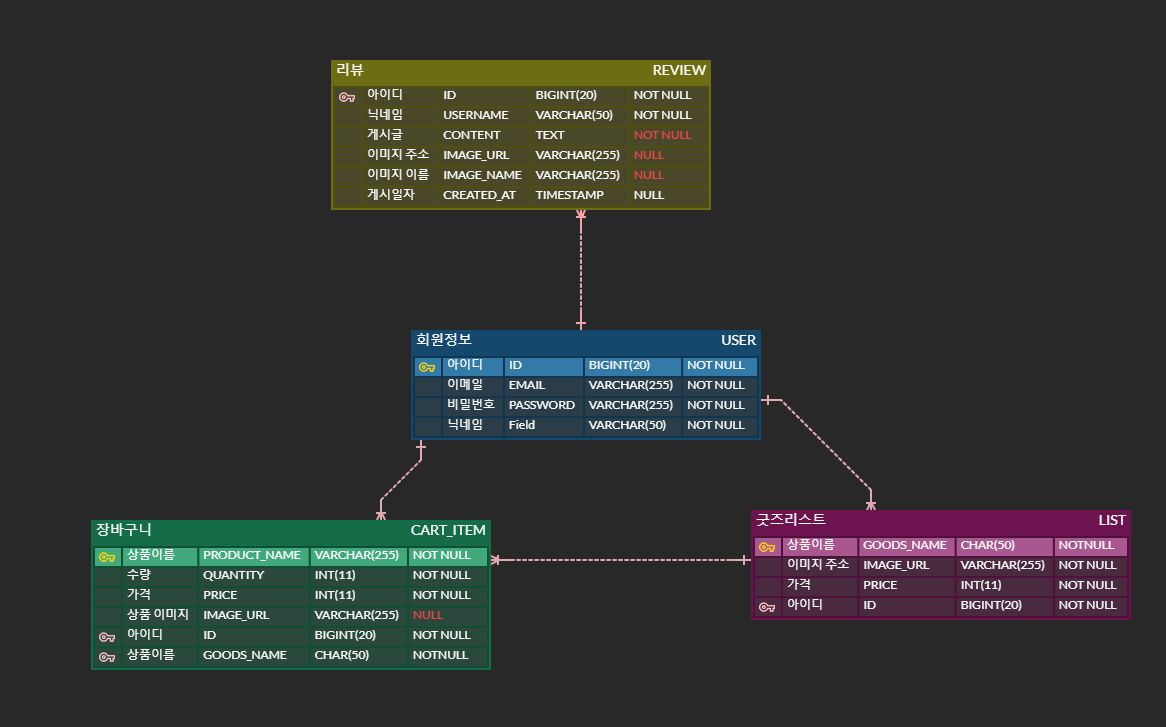 리뷰 REVIEW
아이디 ID BIGINT(20) NOT NULL
닉네임 USERNAME VARCHAR(50) NOT NULL
게시글 CONTENT TEXT NOT NULL
이미지 주소 IMAGE_URL VARCHAR(255) NULL
이미지 이름 IMAGE_NAME VARCHAR(255) NULL
게시일자 CREATED_AT TIMESTAMP NULL
회원정보 USER
아이디 ID BIGINT(20) NOT NULL
이메일 EMAIL VARCHAR(255) NOT NULL
비밀번호 PASSWORD VARCHAR(255) NOT NULL
닉네임 Field VARCHAR(50) NOT NULL
장바구니 CART_ITEM
상품이름 PRODUCT_NAME VARCHAR(255) NOT NULL
수량 QUANTITY INT(11) NOT NULL
가격 PRICE INT(11) NOT NULL
상품 이미지 IMAGE_URL VARCHAR(255) NULL
아이디 ID BIGINT(20) NOT NULL
상품이름 GOODS_NAME CHAR(50) NOTNULL
굿즈리스트 LIST
상품이름 GOODS_NAME CHAR(50) NOTNULL
이미지 주소 IMAGE_URL VARCHAR(255) NOT NULL
가격 PRICE INT(11) NOT NULL
아이디 ID BIGINT(20) NOT NULL